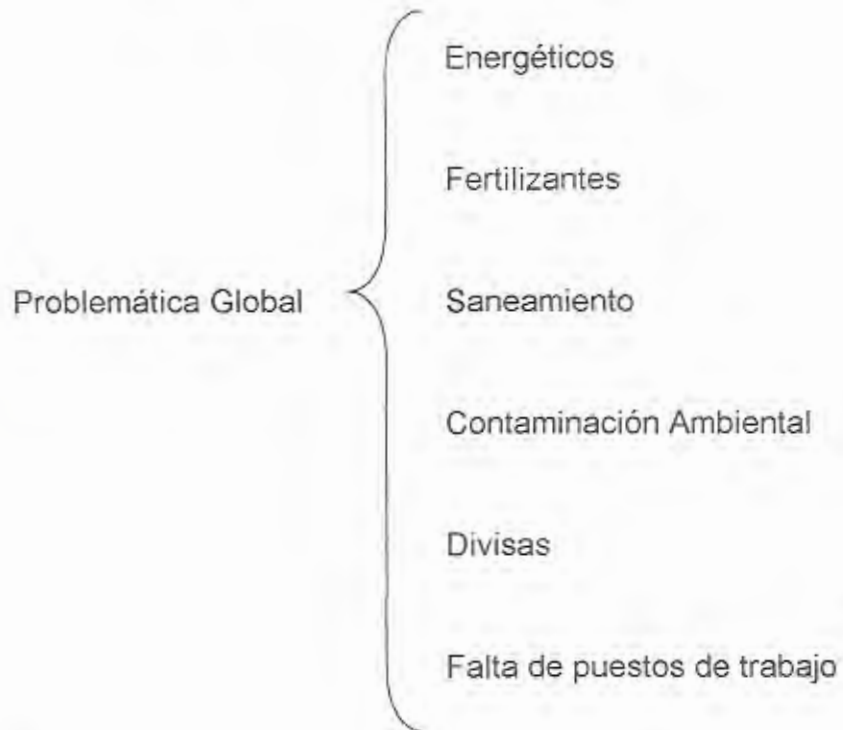 Energéticos
Fertilizantes
Problemática Global
Saneamiento
Contaminación Ambiental
Divisas
Falta de puestos de trabajo